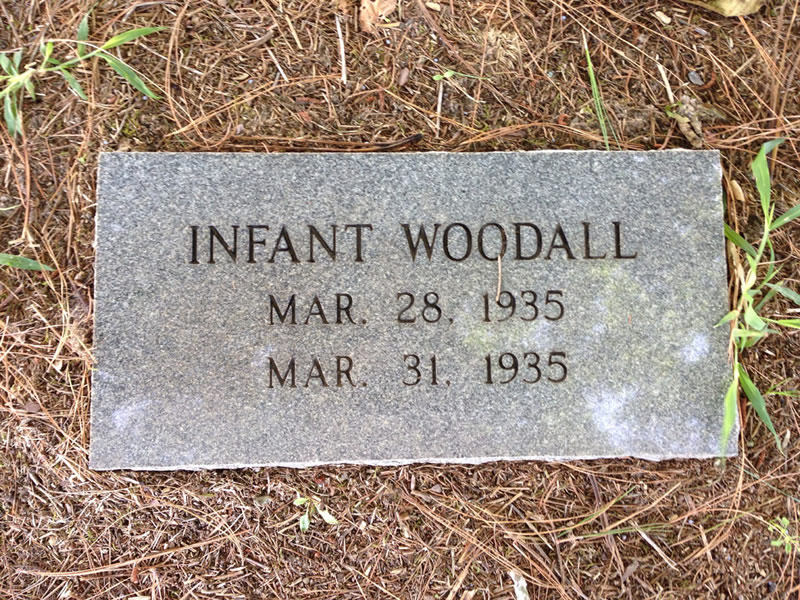 INFANT WOODALL
MAR. 28. 1935
MAR. 31. 1935